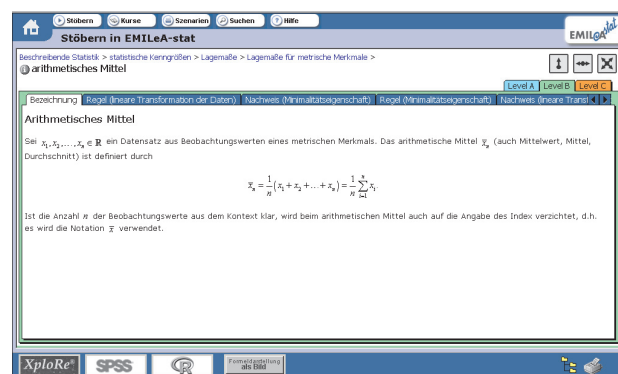 Stöbern Kurse Szenarien Suchen Hilfe
Stöbern in EMILeA-stat
EMILeAstat
Beschreibende Statistik > statistische Kenngrößen > Lagemaße > Lagemaße für metrische Merkmale >
arithmetisches Mittel
Level A Level B Level C
Bezeichnung Regel (lineare Transformation der Daten) Nachweis (Minimalitätseigenschaft) Regel (Minimalitätseigenschaft) Nachweis (lineare Transf
Arithmetisches Mittel
Sei x₁, x₂, ..., xₙ ∈ ℝ ein Datensatz aus Beobachtungswerten eines metrischen Merkmals. Das arithmetische Mittel x̄ₙ (auch Mittelwert, Mittel,
Durchschnitt) ist definiert durch
x̄ₙ = 1/n (x₁ + x₂ + ... + xₙ) = 1/n ∑ᵢ₌₁ⁿ xᵢ.
Ist die Anzahl n der Beobachtungswerte aus dem Kontext klar, wird beim arithmetischen Mittel auch auf die Angabe des Index verzichtet, d.h.
es wird die Notation x̄ verwendet.
XploRe® SPSS R Formeldarstellung
als Bild